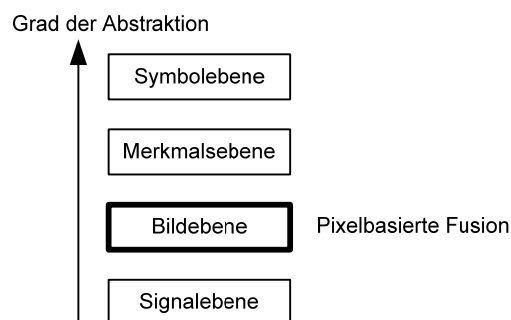 Grad der Abstraktion
Symbolebene
Merkmalsebene
Bildebene
Pixelbasierte Fusion
Signalebene